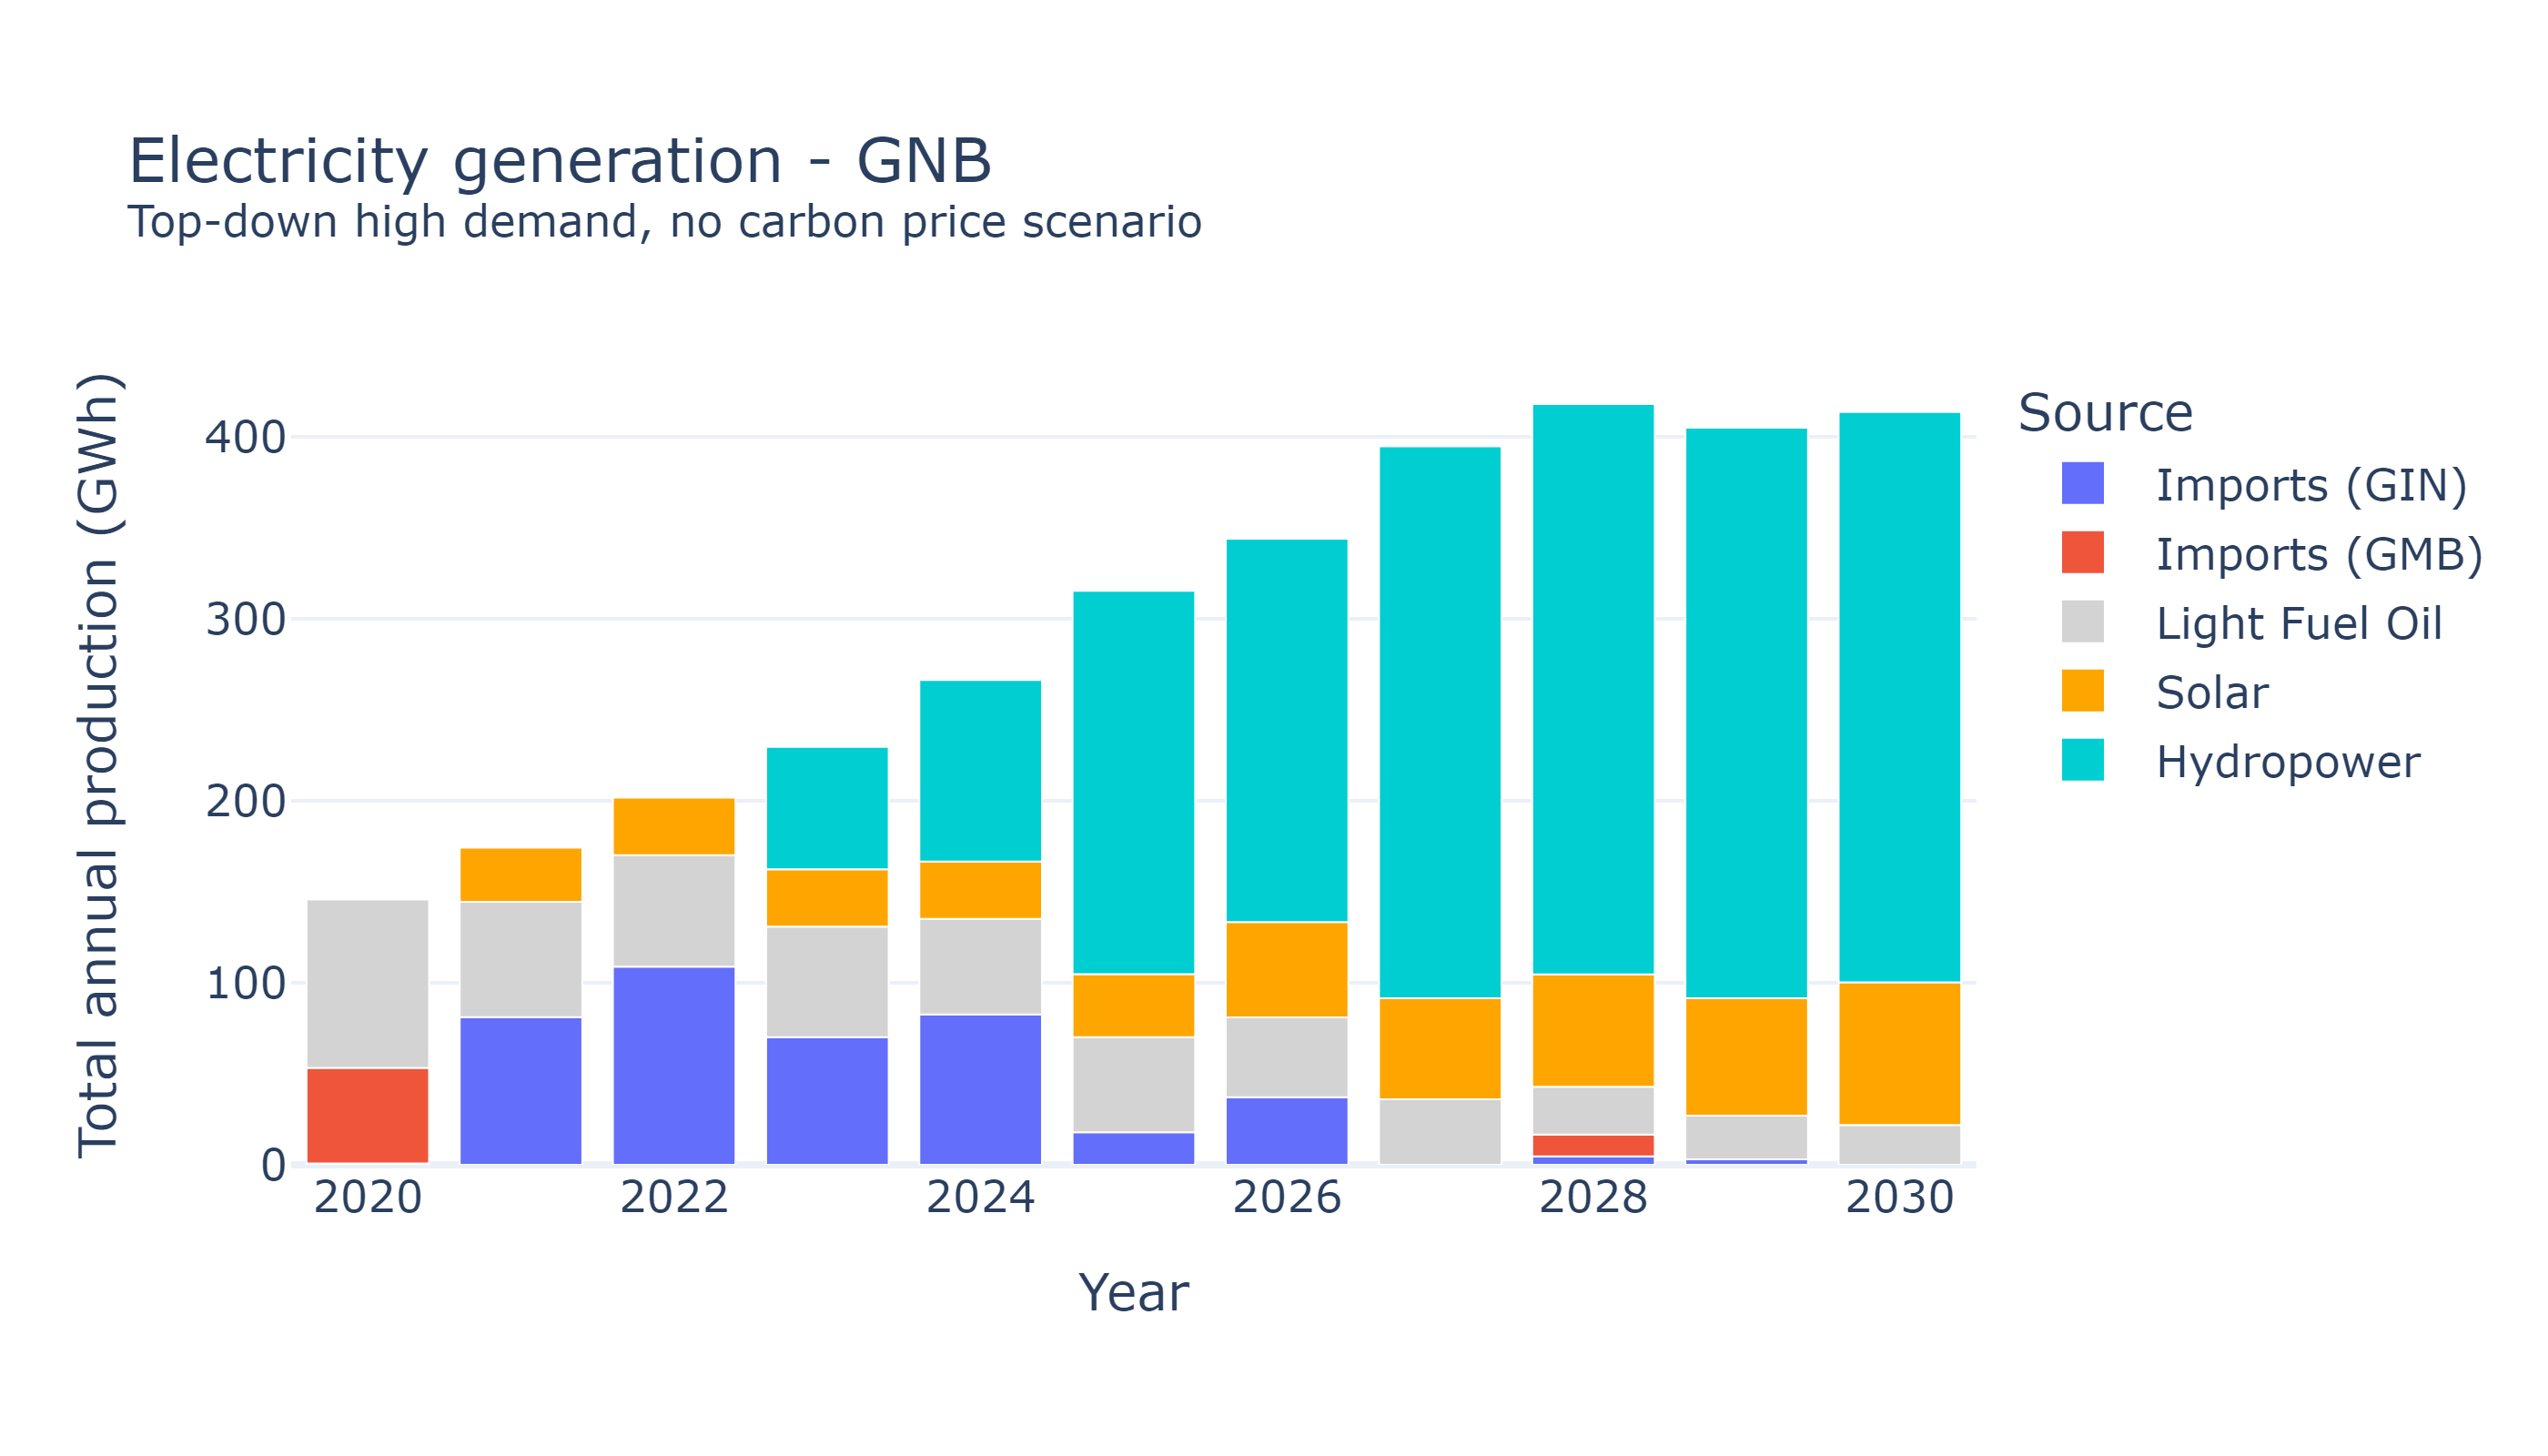 Electricity generation - GNB
Top-down high demand, no carbon price scenario
Total annual production (GWh)
400
300
200
100
0
2020
2022
2024
2026
2028
2030
Year
Source
Imports (GIN)
Imports (GMB)
Light Fuel Oil
Solar
Hydropower